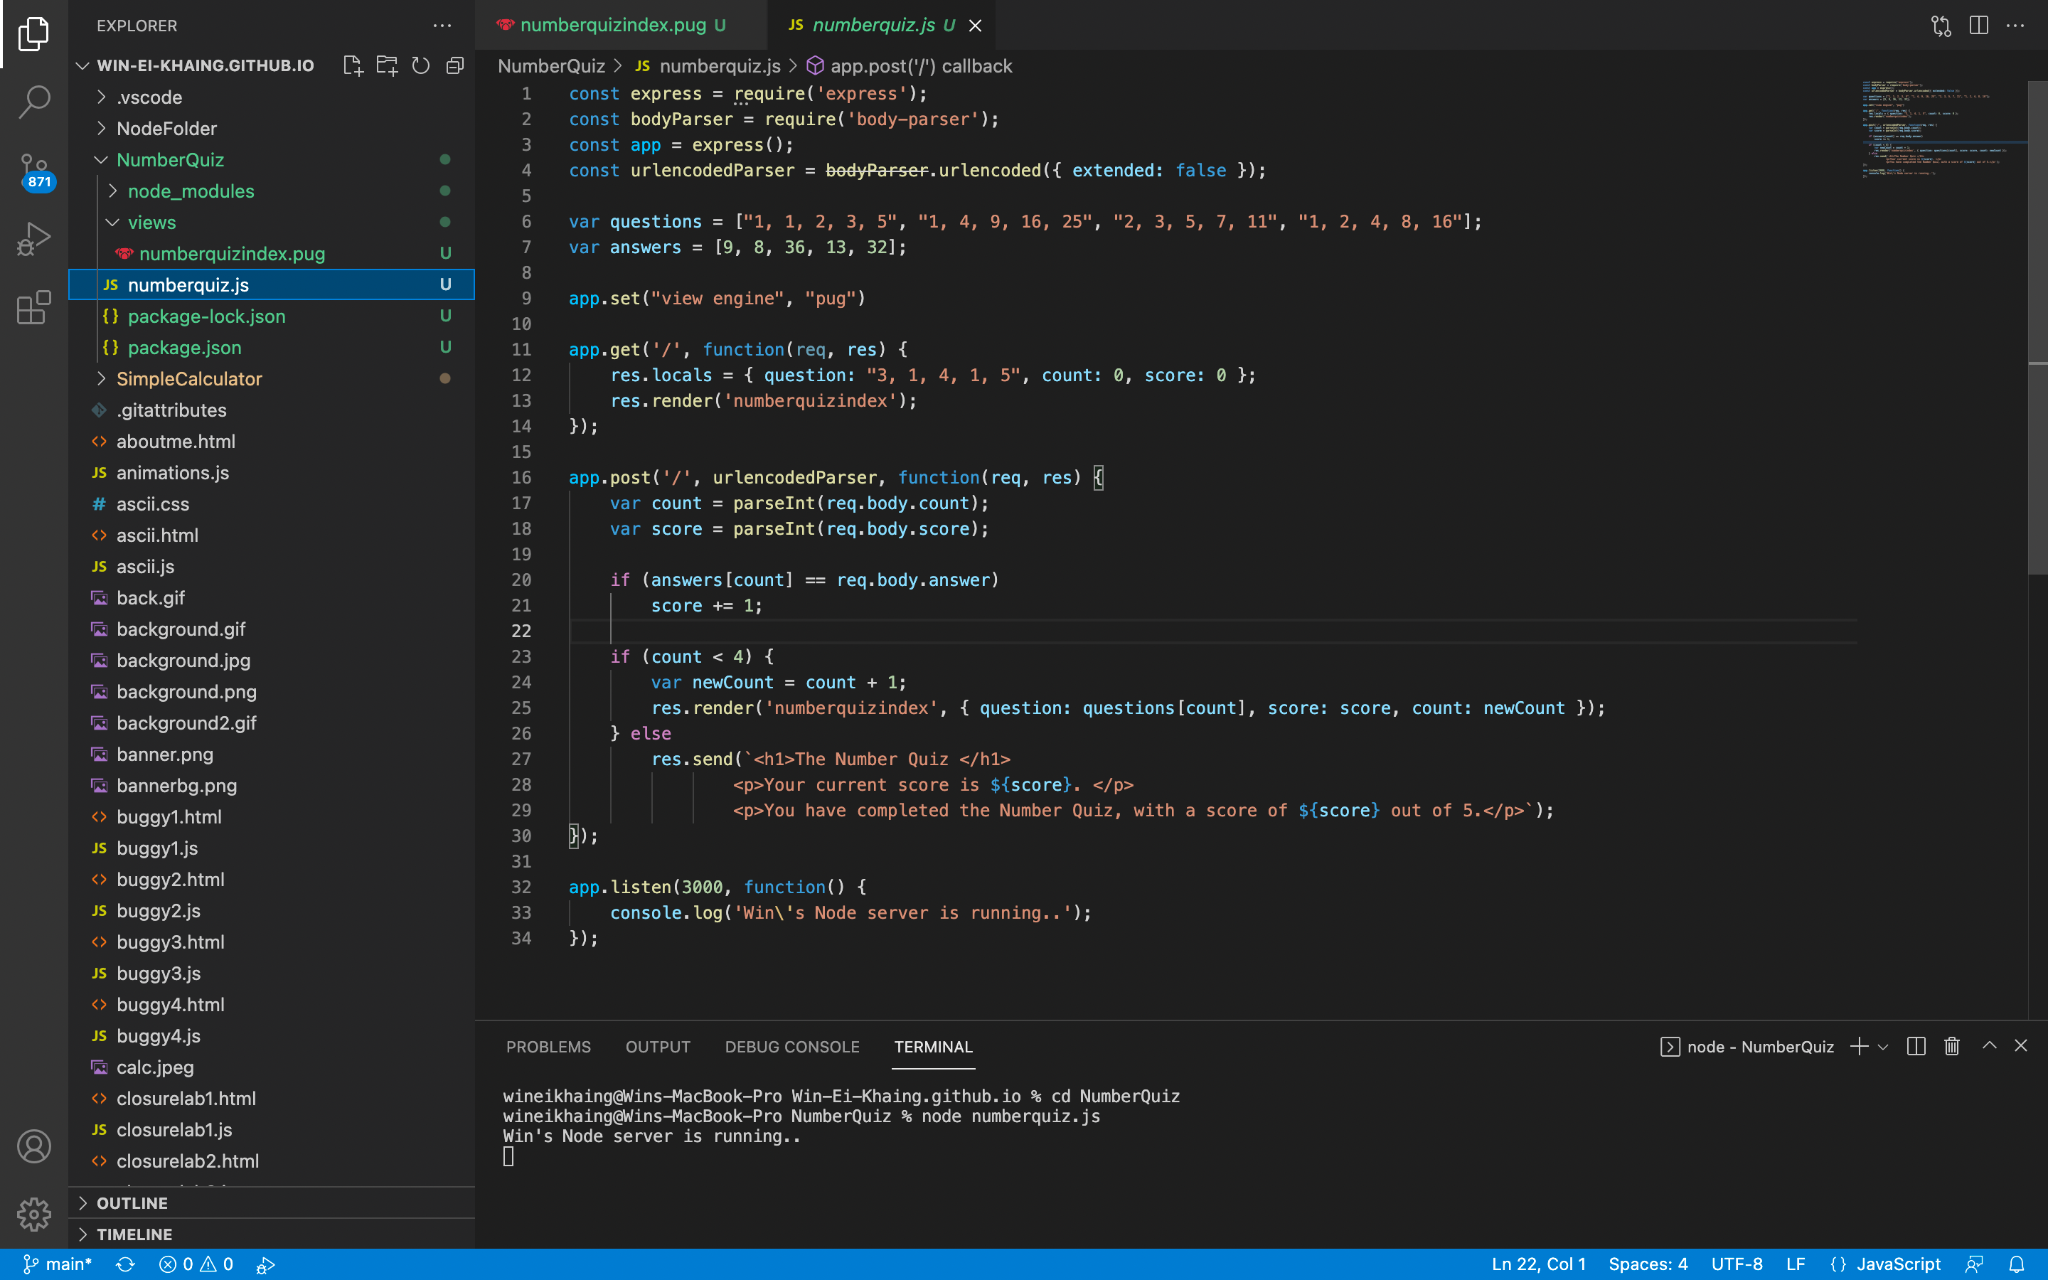 EXPLORER
WIN-EI-KHAING.GITHUB.IO
.vscode
NodeFolder
NumberQuiz
node_modules
views
numberquizindex.pug U
numberquiz.js U
package-lock.json U
package.json U
SimpleCalculator
.gitattributes
aboutme.html
animations.js
ascii.css
ascii.html
ascii.js
back.gif
background.gif
background.jpg
background.png
background2.gif
banner.png
bannerbg.png
buggy1.html
buggy1.js
buggy2.html
buggy2.js
buggy3.html
buggy3.js
buggy4.html
buggy4.js
calc.jpeg
closurelab1.html
closurelab1.js
closurelab2.html
OUTLINE
TIMELINE
871
numberquizindex.pug U
JS numberquiz.js U
NumberQuiz > JS numberquiz.js > app.post('/') callback
1 const express = require('express');
2 const bodyParser = require('body-parser');
3 const app = express();
4 const urlencodedParser = bodyParser.urlencoded({ extended: false });
5
6 var questions = ["1, 1, 2, 3, 5", "1, 4, 9, 16, 25", "2, 3, 5, 7, 11", "1, 2, 4, 8, 16"];
7 var answers = [9, 8, 36, 13, 32];
8
9 app.set("view engine", "pug")
10
11 app.get('/', function(req, res) {
12 res.locals = { question: "3, 1, 4, 1, 5", count: 0, score: 0 };
13 res.render('numberquizindex');
14 });
15
16 app.post('/', urlencodedParser, function(req, res) {
17 var count = parseInt(req.body.count);
18 var score = parseInt(req.body.score);
19
20 if (answers[count] == req.body.answer)
21 score += 1;
22
23 if (count < 4) {
24 var newCount = count + 1;
25 res.render('numberquizindex', { question: questions[count], score: score, count: newCount });
26 } else
27 res.send(`<h1>The Number Quiz </h1>
28 <p>Your current score is ${score}. </p>
29 <p>You have completed the Number Quiz, with a score of ${score} out of 5.</p>`);
30 });
31
32 app.listen(3000, function() {
33 console.log('Win\'s Node server is running..');
34 });
PROBLEMS OUTPUT DEBUG CONSOLE TERMINAL
node - NumberQuiz
wineikhaing@Wins-MacBook-Pro Win-Ei-Khaing.github.io % cd NumberQuiz
wineikhaing@Wins-MacBook-Pro NumberQuiz % node numberquiz.js
Win's Node server is running..
main* 0 0
Ln 22, Col 1 Spaces: 4 UTF-8 LF {} JavaScript